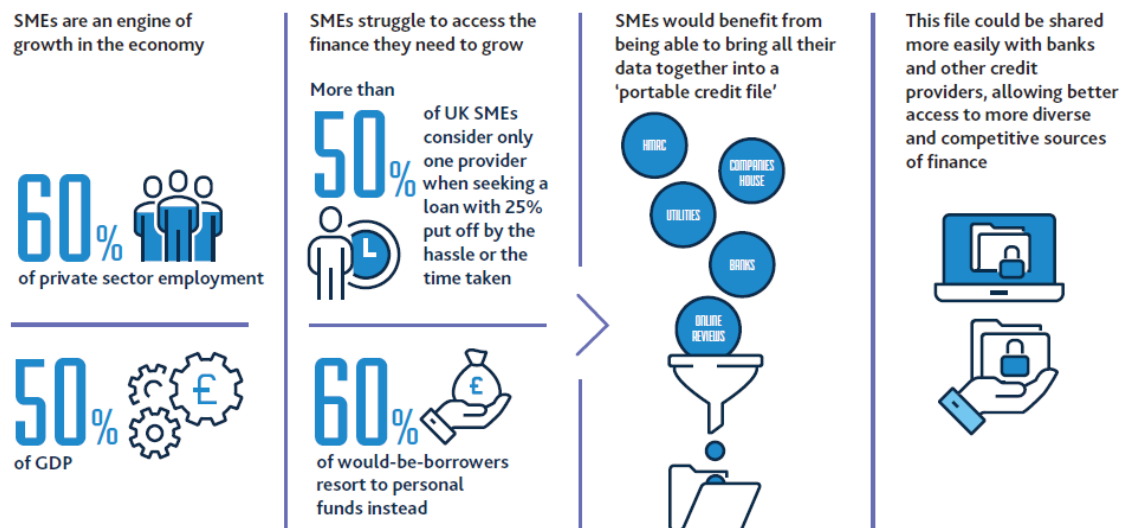 SMEs are an engine of
growth in the economy
60%
of private sector employment
50%
of GDP
SMEs struggle to access the
finance they need to grow
More than
50%
of UK SMEs
consider only
one provider
when seeking a
loan with 25%
put off by the
hassle or the
time taken
£
£
60%
of would-be-borrowers
resort to personal
funds instead
SMEs would benefit from
being able to bring all their
data together into a
‘portable credit file’
HMRC
COMPANIES
HOUSE
UTILITIES
BANKS
ONLINE
REVIEWS
This file could be shared
more easily with banks
and other credit
providers, allowing better
access to more diverse
and competitive sources
of finance